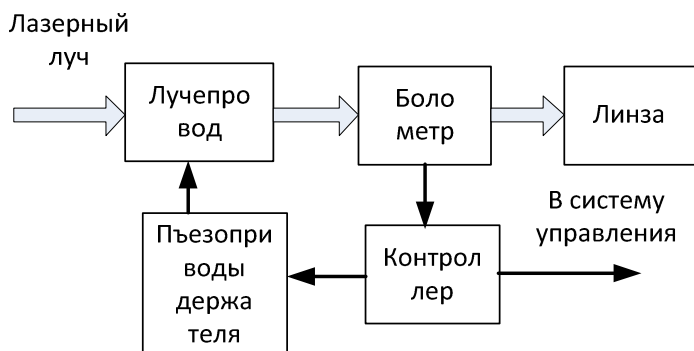 Лазерный
луч
Лучепро
вод
Боло
метр
Линза
Пъезопри
воды
держа
теля
Контрол
лер
В систему
управления